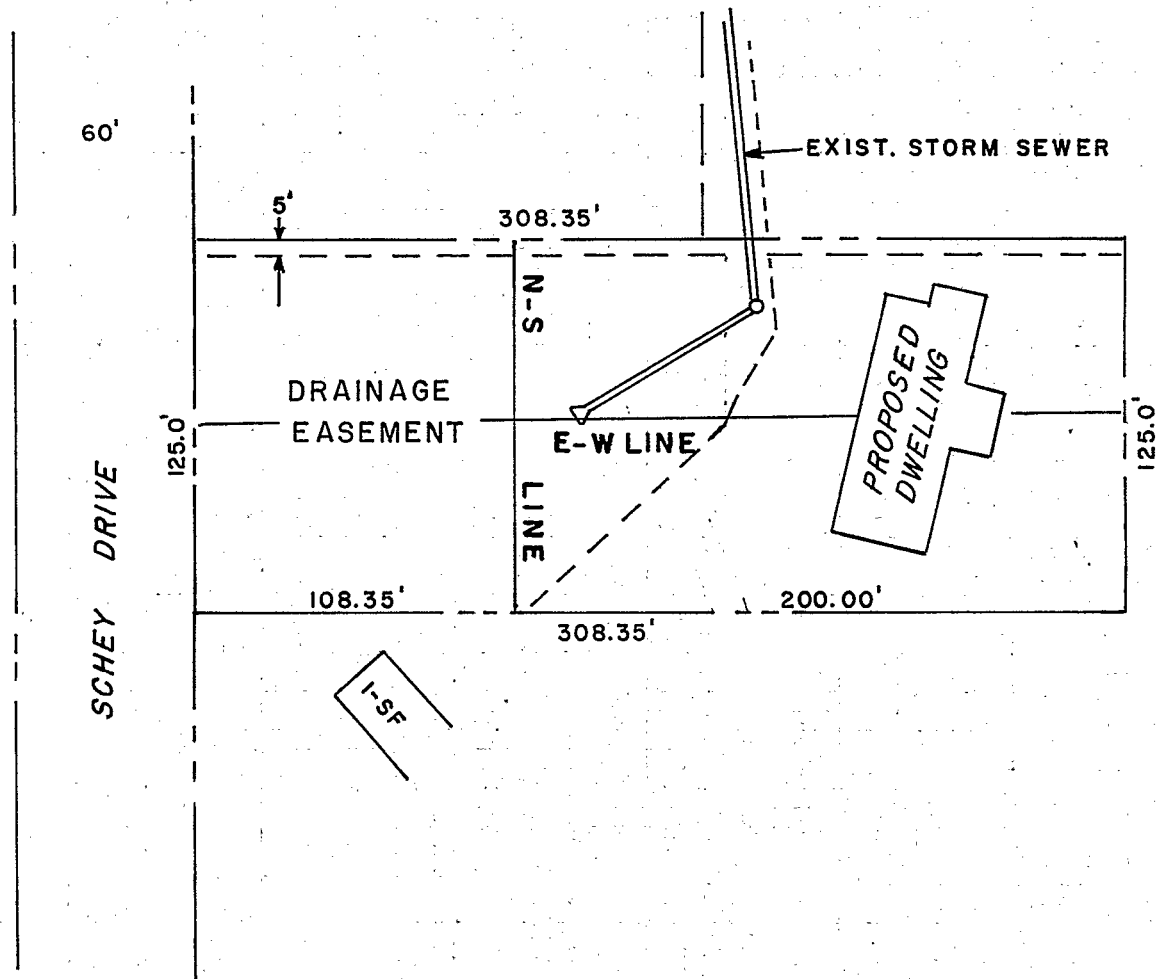 60'
EXIST. STORM SEWER
5'
308.35'
N-S
LINE
DRAINAGE
EASEMENT
E-W LINE
PROPOSED
DWELLING
125.0'
125.0'
SCHEY DRIVE
108.35'
200.00'
308.35'
1-SF